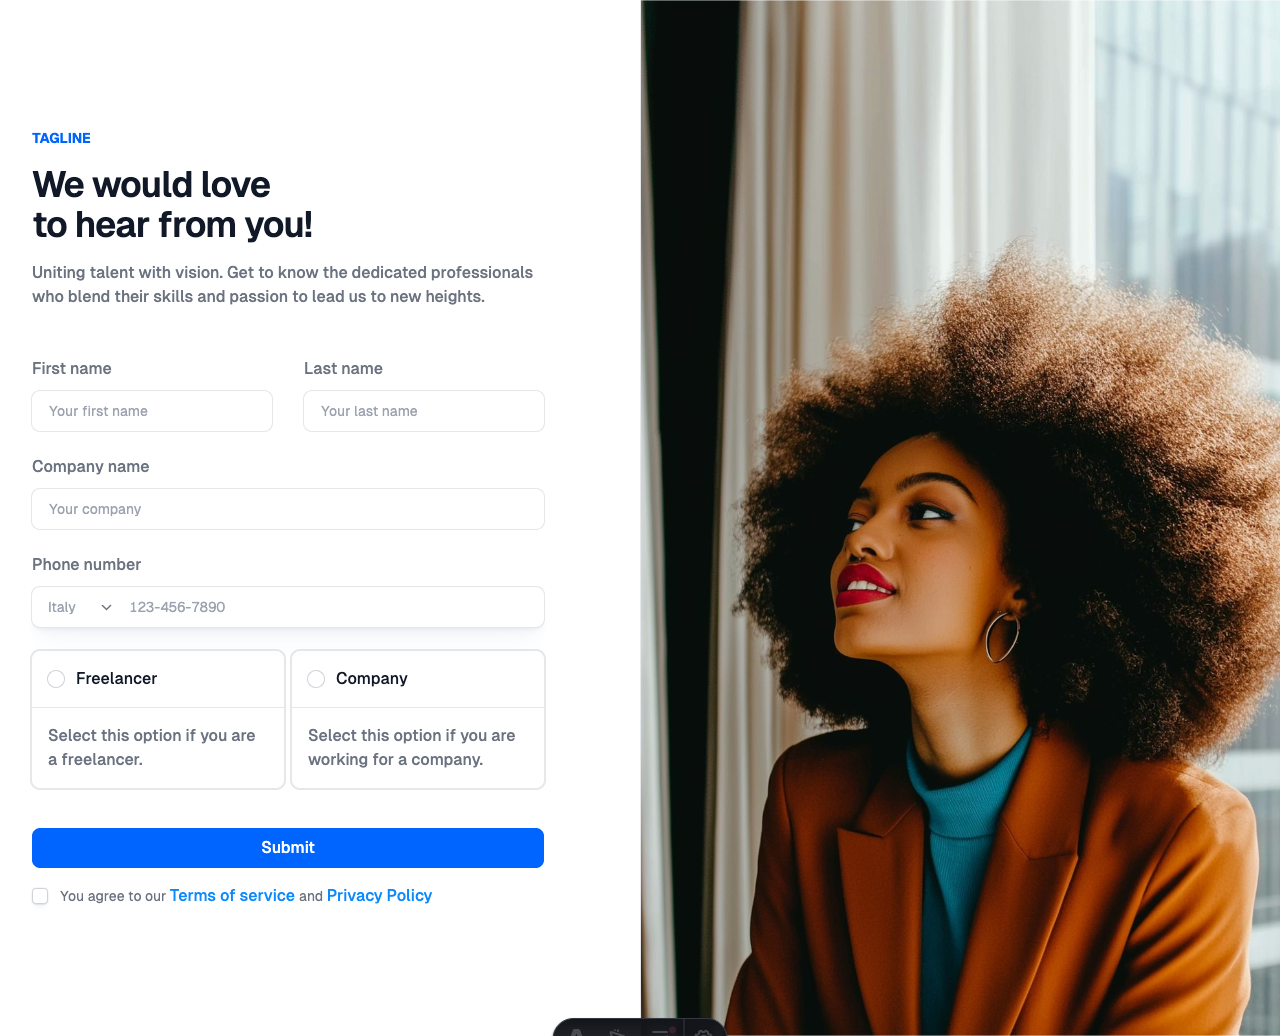 TAGLINE
We would love
to hear from you!
Uniting talent with vision. Get to know the dedicated professionals
who blend their skills and passion to lead us to new heights.
First name
Last name
Your first name
Your last name
Company name
Your company
Phone number
Italy
123-456-7890
Freelancer
Company
Select this option if you are
a freelancer.
Select this option if you are
working for a company.
Submit
You agree to our Terms of service and Privacy Policy